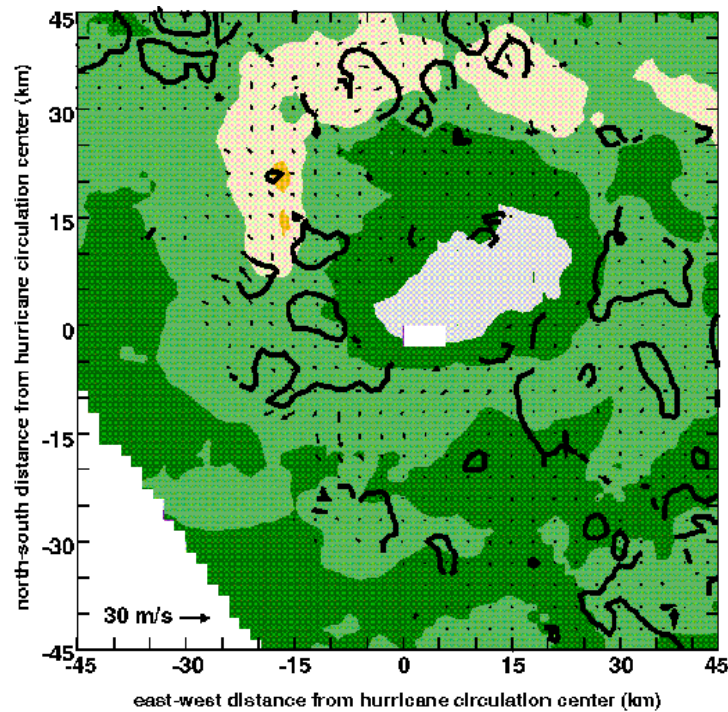 45
30
15
0
-15
-30
-45
north-south distance from hurricane circulation center (km)
30 m/s
-45 -30 -15 0 15 30 45
east-west distance from hurricane circulation center (km)